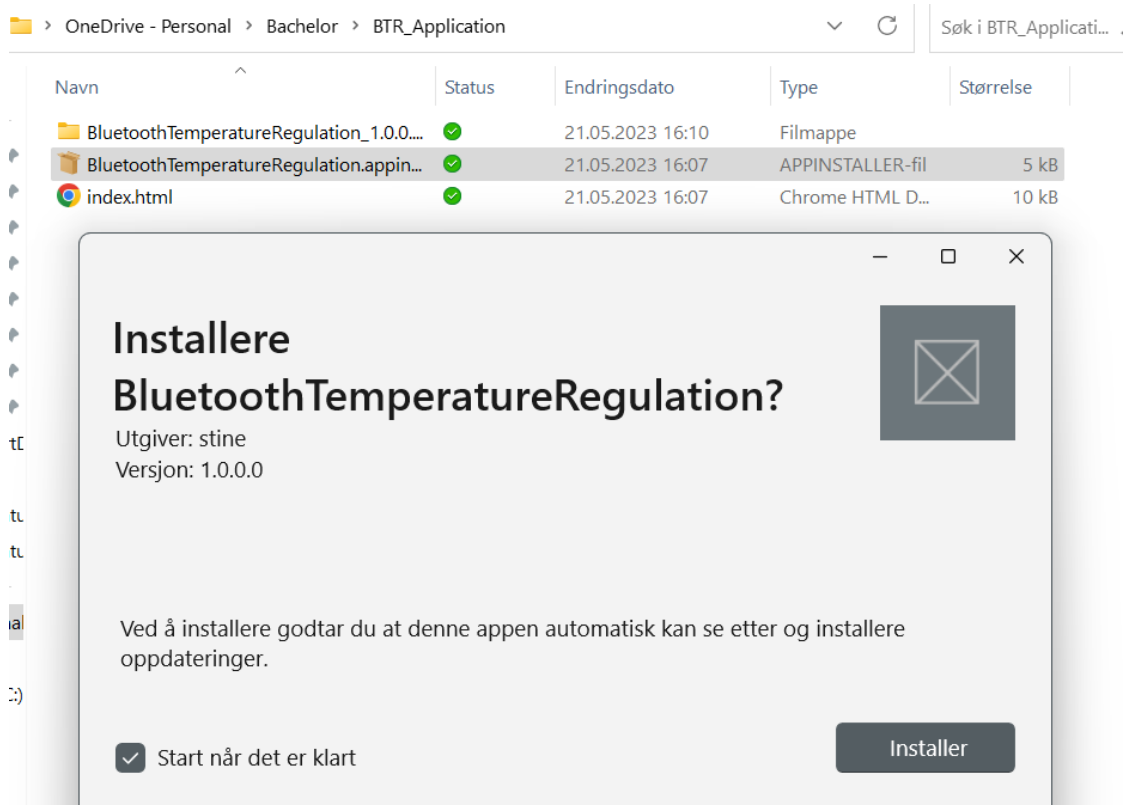 OneDrive - Personal > Bachelor > BTR_Application
Søk i BTR_Applicati...
Navn Status Endringsdato Type Størrelse
BluetoothTemperatureRegulation_1.0.0.... 21.05.2023 16:10 Filmappe
BluetoothTemperatureRegulation.appin... 21.05.2023 16:07 APPINSTALLER-fil 5 kB
index.html 21.05.2023 16:07 Chrome HTML D... 10 kB
Installere
BluetoothTemperatureRegulation?
Utgiver: stine
Versjon: 1.0.0.0
Ved å installere godtar du at denne appen automatisk kan se etter og installere
oppdateringer.
Start når det er klart
Installer